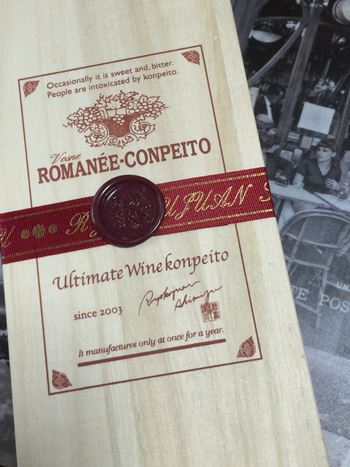 Occasionally it is sweet and, bitter.
People are intoxicated by konpeito.
Vosne
ROMANÉE-CONPEITO
UFUAN
Ultimate Wine konpeito
since 2003
It manufactures only at once for a year.